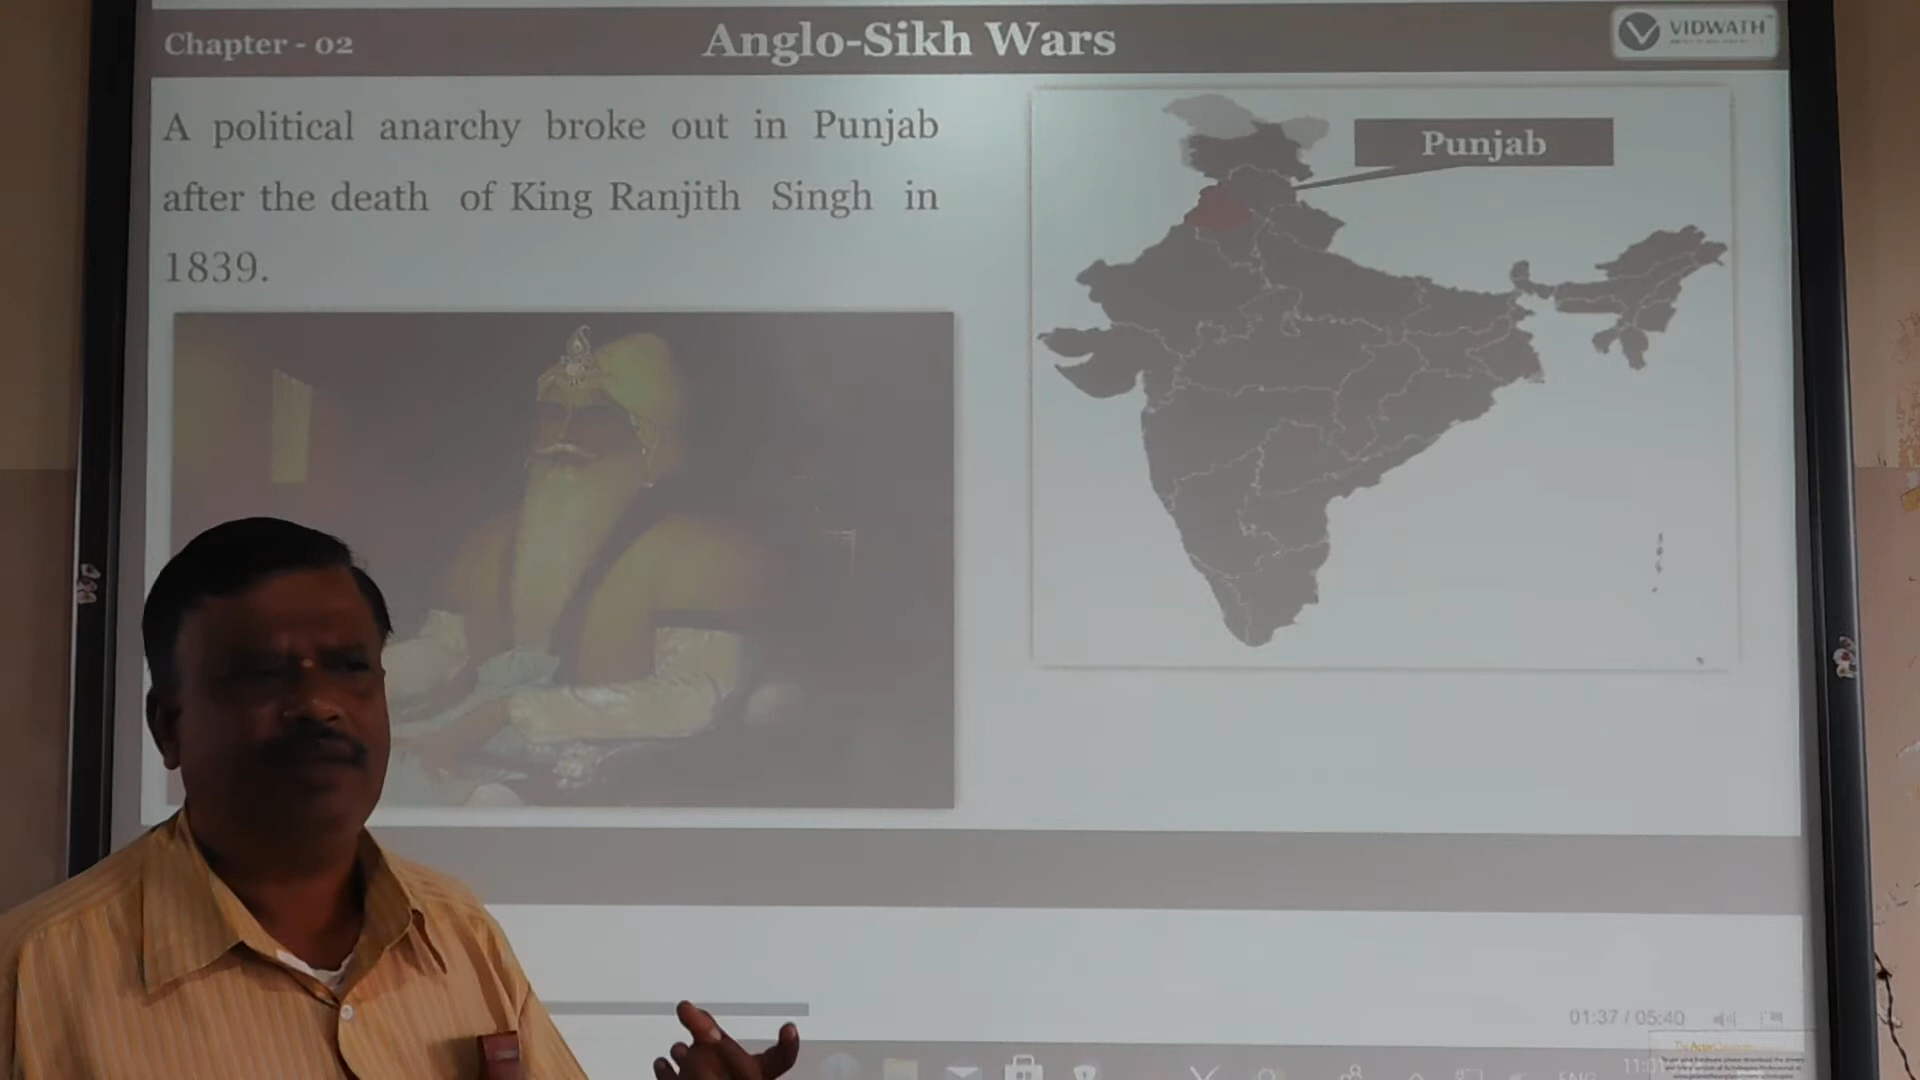 Chapter - 02
Anglo-Sikh Wars
VIDWATH
A political anarchy broke out in Punjab
after the death of King Ranjith Singh in
1839.
Punjab
01:37 / 05:40
ENG